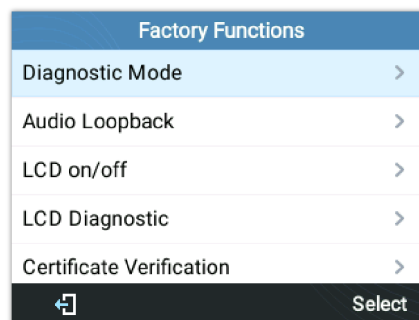 Factory Functions
Diagnostic Mode
Audio Loopback
LCD on/off
LCD Diagnostic
Certificate Verification
Select